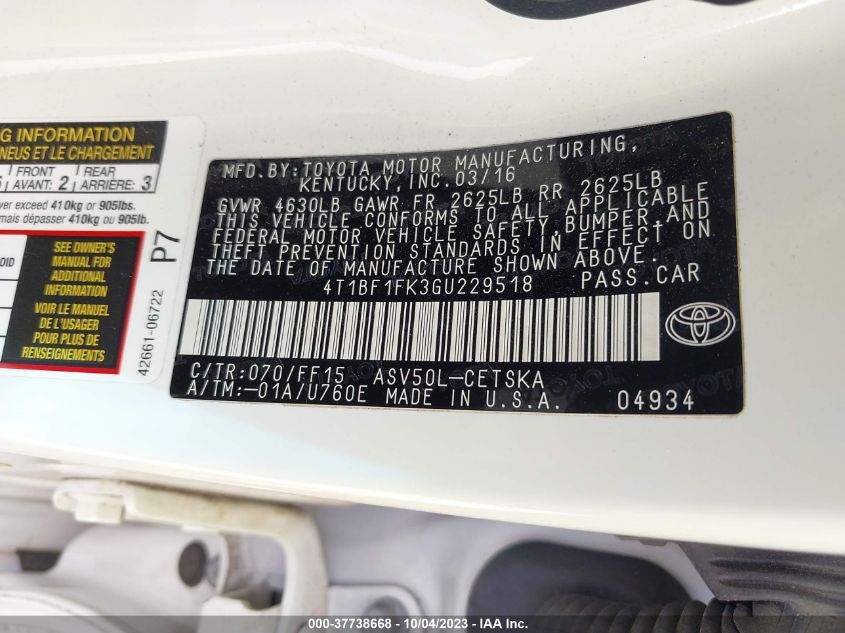 G INFORMATION
NEUS ET LE CHARGEMENT
FRONT REAR
AVANT: 2 ARRIÈRE: 3
ver exceed 410kg or 905lbs.
mais dépasser 410kg ou 905lb.
OID
SEE OWNER'S
MANUAL FOR
ADDITIONAL
INFORMATION
VOIR LE MANUEL
DE L'USAGER
POUR PLUS DE
RENSEIGNEMENTS
P7
42661-06722
MFD.BY:TOYOTA MOTOR MANUFACTURING,
KENTUCKY,INC.03/16
GVWR 4630LB GAWR FR 2625LB RR 2625LB
THIS VEHICLE CONFORMS TO ALL APPLICABLE
FEDERAL MOTOR VEHICLE SAFETY,BUMPER,AND
THEFT PREVENTION STANDARDS IN EFFECT ON
THE DATE OF MANUFACTURE SHOWN ABOVE.
4T1BF1FK3GU229518 PASS.CAR
C/TR:070/FF15 ASV50L-CETSKA
A/TM:-01A/U760E MADE IN U.S.A. 04934
000-37738668 - 10/04/2023 - IAA Inc.